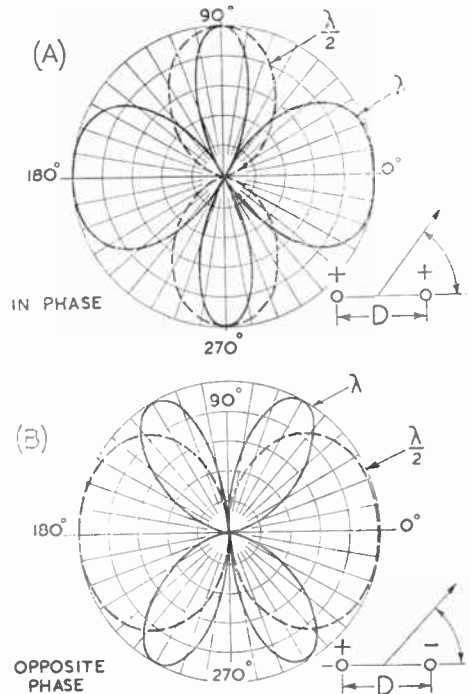 (A)
90°
λ/2
λ
180°
0°
+ +
D
IN PHASE
270°
(B)
90°
λ
λ/2
180°
0°
+ −
− D
270°
OPPOSITE
PHASE